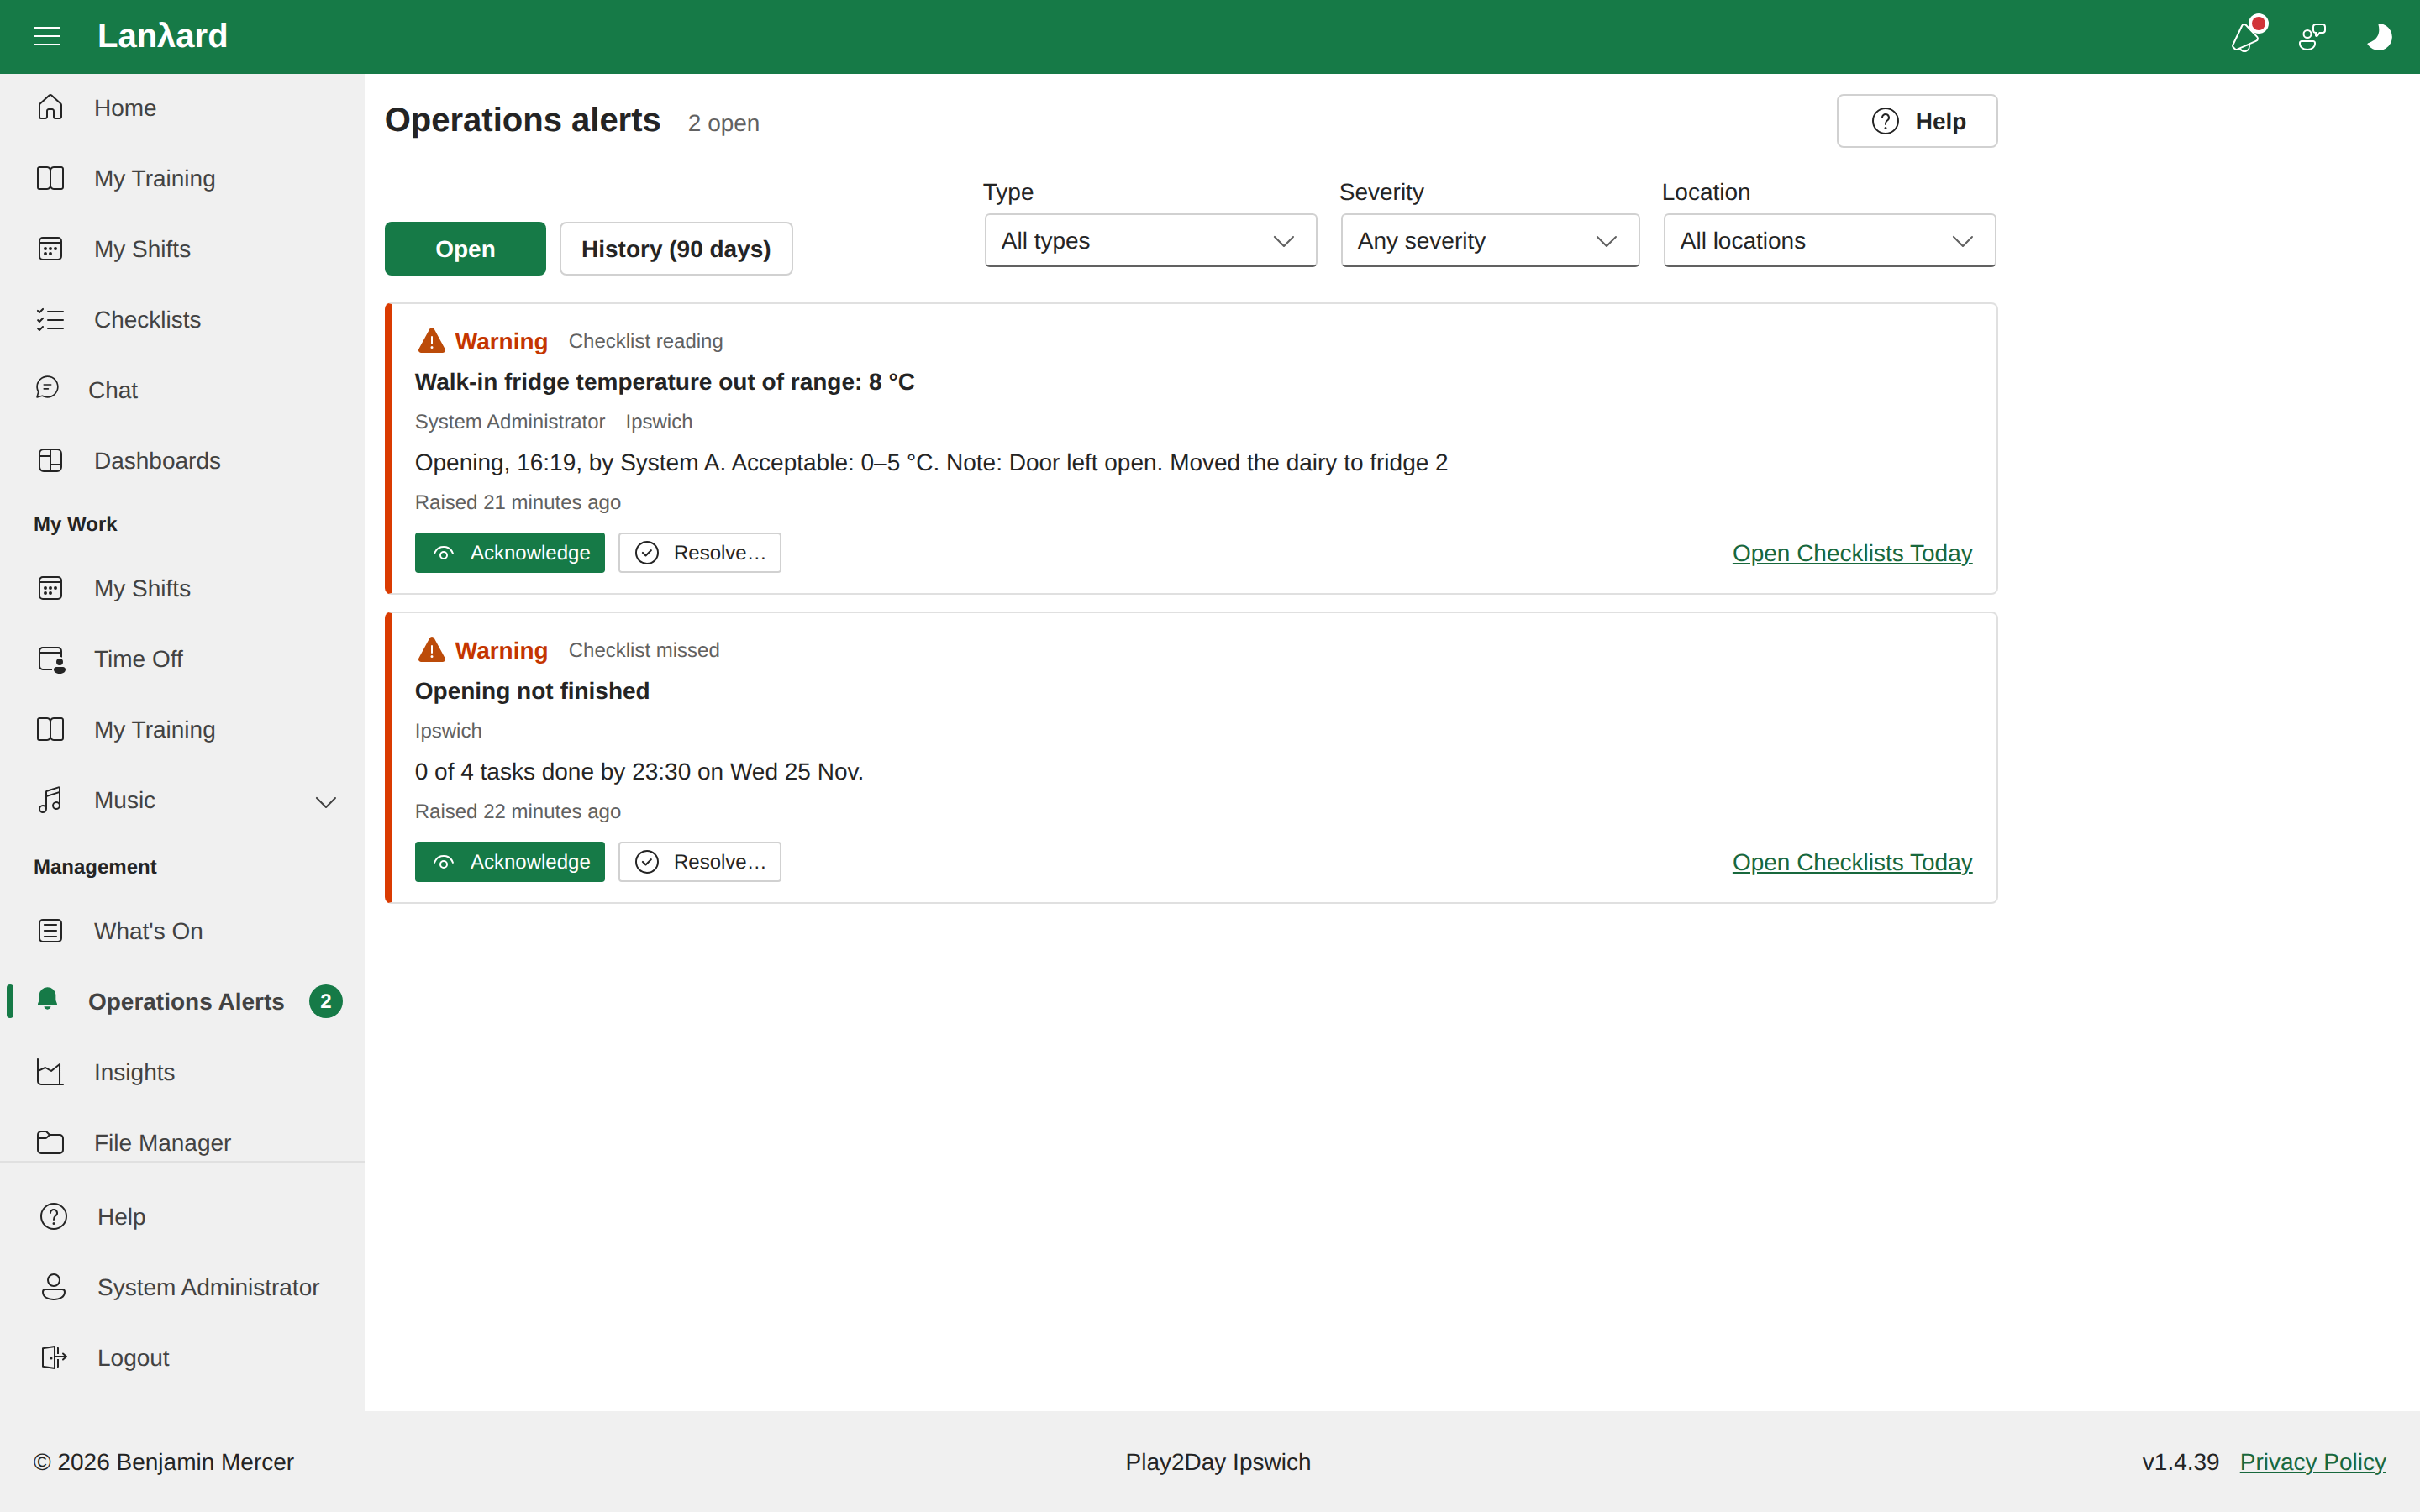 Lanλard
Home
My Training
My Shifts
Checklists
Chat
Dashboards
My Work
My Shifts
Time Off
My Training
Music
Management
What's On
Operations Alerts 2
Insights
File Manager
Help
System Administrator
Logout
Operations alerts 2 open
Help
Type Severity Location
Open History (90 days) All types Any severity All locations
Warning Checklist reading
Walk-in fridge temperature out of range: 8 °C
System Administrator Ipswich
Opening, 16:19, by System A. Acceptable: 0–5 °C. Note: Door left open. Moved the dairy to fridge 2
Raised 21 minutes ago
Acknowledge Resolve… Open Checklists Today
Warning Checklist missed
Opening not finished
Ipswich
0 of 4 tasks done by 23:30 on Wed 25 Nov.
Raised 22 minutes ago
Acknowledge Resolve… Open Checklists Today
© 2026 Benjamin Mercer Play2Day Ipswich v1.4.39 Privacy Policy